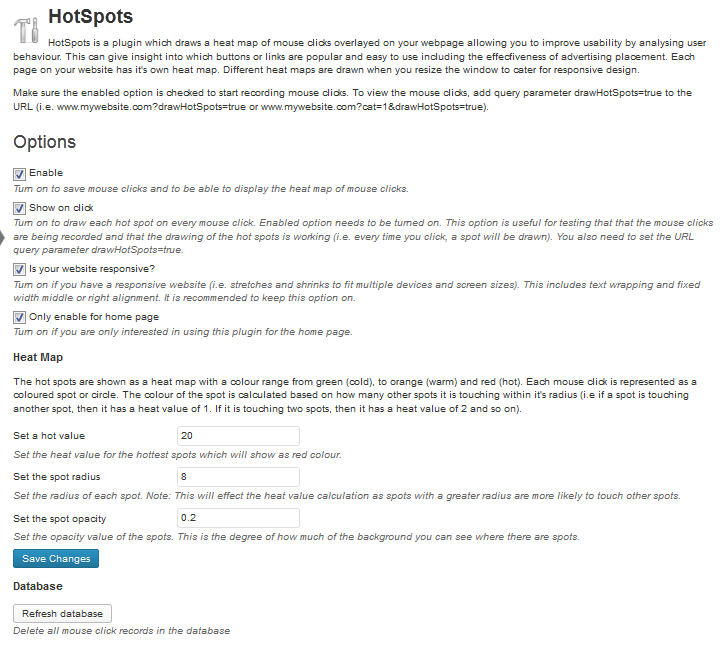 HotSpots
HotSpots is a plugin which draws a heat map of mouse clicks overlayed on your webpage allowing you to improve usability by analysing user
behaviour. This can give insight into which buttons or links are popular and easy to use including the effectiveness of advertising placement. Each
page on your website has it's own heat map. Different heat maps are drawn when you resize the window to cater for responsive design.
Make sure the enabled option is checked to start recording mouse clicks. To view the mouse clicks, add query parameter drawHotSpots=true to the
URL (i.e. www.mywebsite.com?drawHotSpots=true or www.mywebsite.com?cat=1&drawHotSpots=true).
Options
Enable
Turn on to save mouse clicks and to be able to display the heat map of mouse clicks.
Show on click
Turn on to draw each hot spot on every mouse click. Enabled option needs to be turned on. This option is useful for testing that that the mouse clicks
are being recorded and that the drawing of the hot spots is working (i.e. every time you click, a spot will be drawn). You also need to set the URL
query parameter drawHotSpots=true.
Is your website responsive?
Turn on if you have a responsive website (i.e. stretches and shrinks to fit multiple devices and screen sizes). This includes text wrapping and fixed
width middle or right alignment. It is recommended to keep this option on.
Only enable for home page
Turn on if you are only interested in using this plugin for the home page.
Heat Map
The hot spots are shown as a heat map with a colour range from green (cold), to orange (warm) and red (hot). Each mouse click is represented as a
coloured spot or circle. The colour of the spot is calculated based on how many other spots it is touching within it's radius (i.e if a spot is touching
another spot, then it has a heat value of 1. If it is touching two spots, then it has a heat value of 2 and so on).
Set a hot value 20
Set the heat value for the hottest spots which will show as red colour.
Set the spot radius 8
Set the radius of each spot. Note: This will effect the heat value calculation as spots with a greater radius are more likely to touch other spots.
Set the spot opacity 0.2
Set the opacity value of the spots. This is the degree of how much of the background you can see where there are spots.
Save Changes
Database
Refresh database
Delete all mouse click records in the database